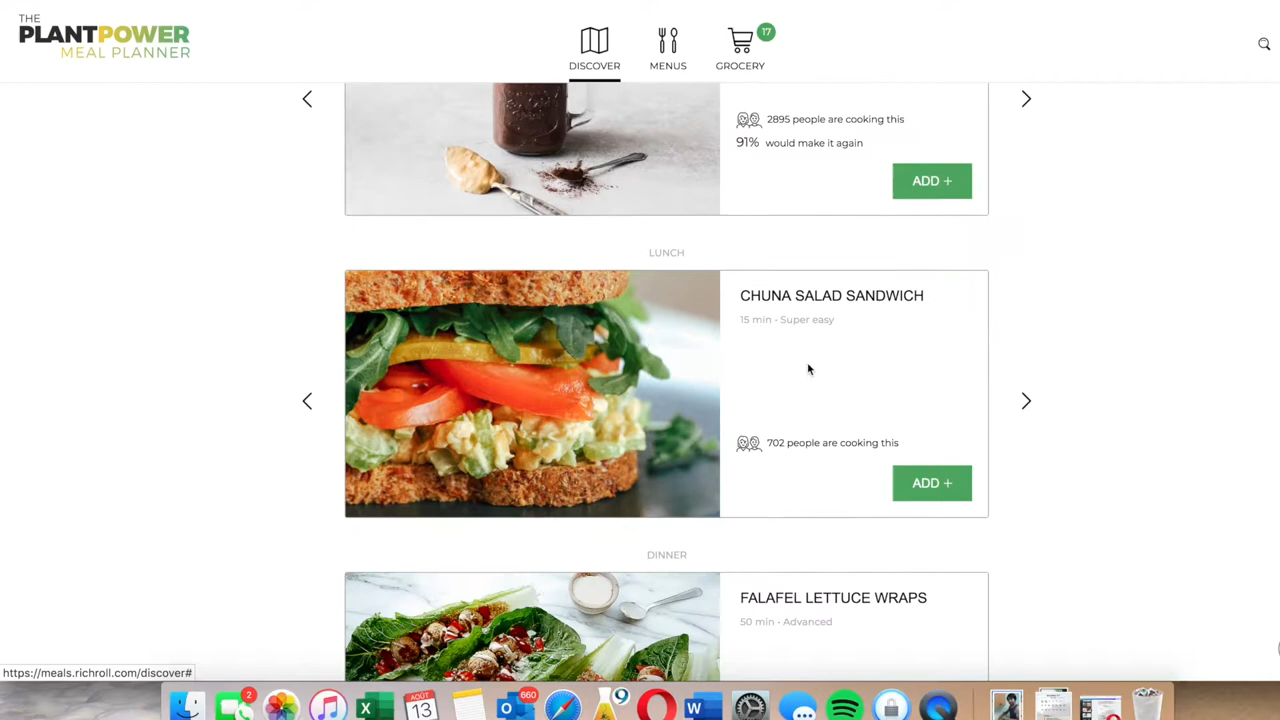 THE
PLANTPOWER
MEAL PLANNER
DISCOVER
MENUS
GROCERY
17
2895 people are cooking this
91% would make it again
ADD +
LUNCH
CHUNA SALAD SANDWICH
15 min - Super easy
702 people are cooking this
ADD +
DINNER
FALAFEL LETTUCE WRAPS
50 min · Advanced
https://meals.richroll.com/discover#
2
AOÛT
13
660
W